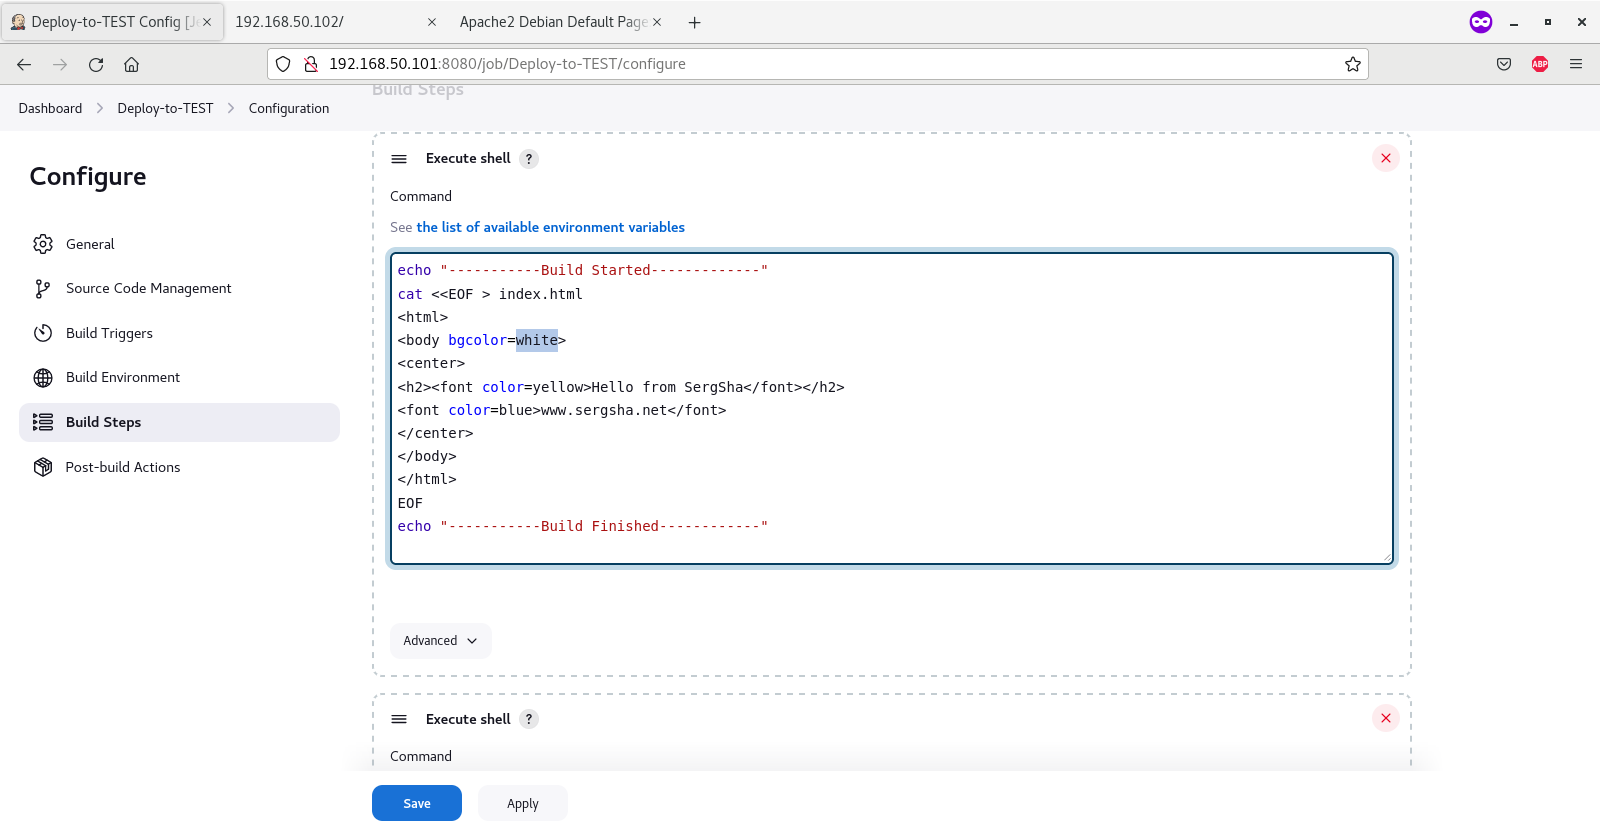 Deploy-to-TEST Config [Je
192.168.50.102/
Apache2 Debian Default Page
192.168.50.101:8080/job/Deploy-to-TEST/configure
ABP
Dashboard
Deploy-to-TEST
Configuration
Build Steps
Configure
General
Source Code Management
Build Triggers
Build Environment
Build Steps
Post-build Actions
Execute shell ?
Command
See the list of available environment variables
echo "-----------Build Started-------------"
cat <<EOF > index.html
<html>
<body bgcolor=white>
<center>
<h2><font color=yellow>Hello from SergSha</font></h2>
<font color=blue>www.sergsha.net</font>
</center>
</body>
</html>
EOF
echo "-----------Build Finished------------"
Advanced
Execute shell ?
Command
Save
Apply